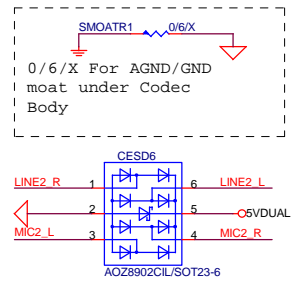 SMOATR1 0/6/X
0/6/X For AGND/GND
moat under Codec
Body
CESD6
LINE2_R 1 6 LINE2_L
2 5 5VDUAL
MIC2_L 3 4 MIC2_R
AOZ8902CIL/SOT23-6